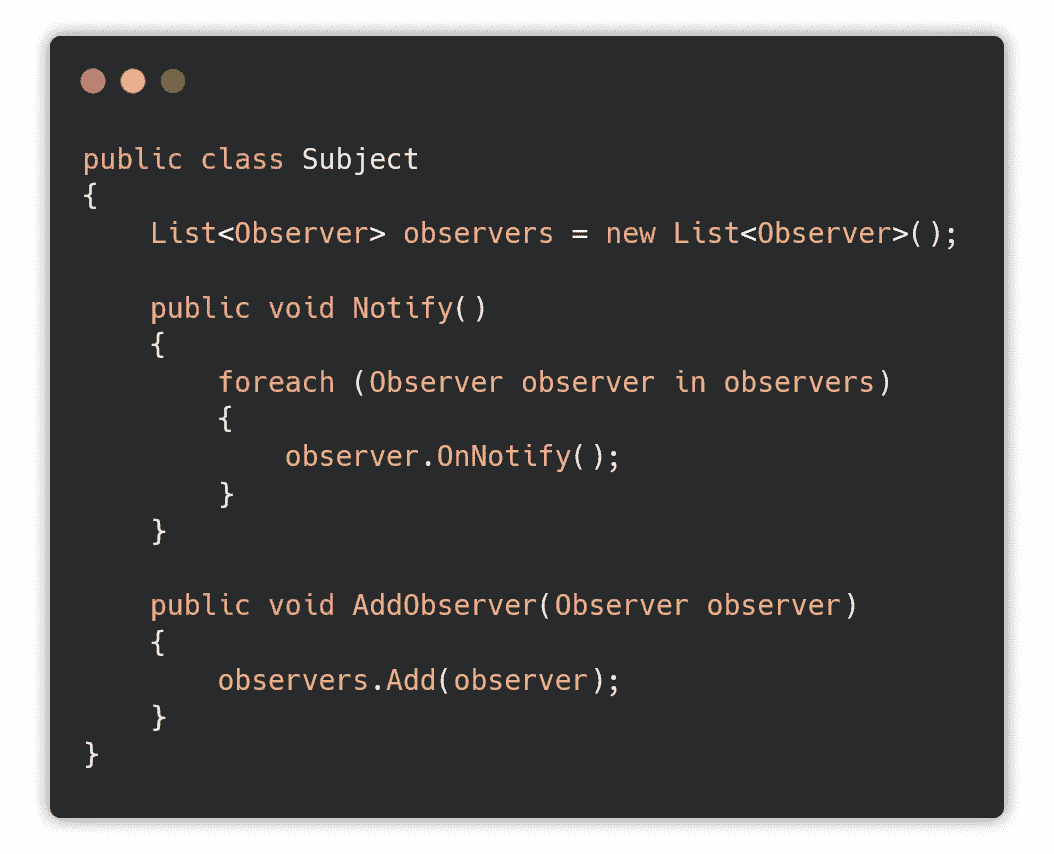 public class Subject
{
    List<Observer> observers = new List<Observer>();

    public void Notify()
    {
        foreach (Observer observer in observers)
        {
            observer.OnNotify();
        }
    }

    public void AddObserver(Observer observer)
    {
        observers.Add(observer);
    }
}